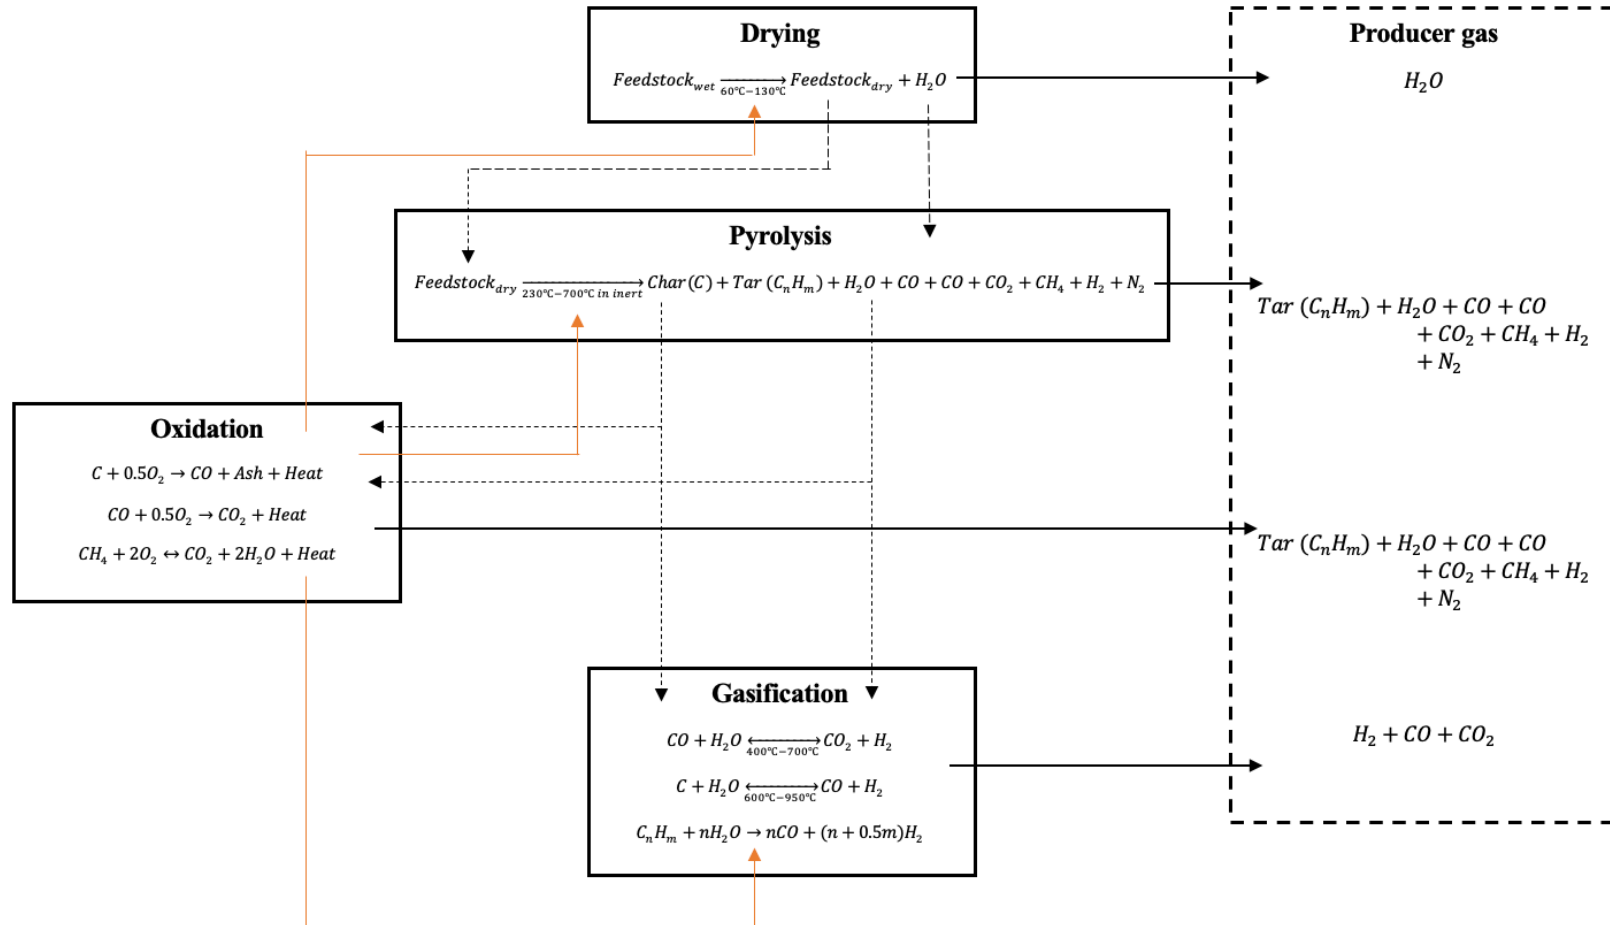 Drying
Feedstock_wet →(60℃−130℃) Feedstock_dry + H₂O
Producer gas
H₂O
Pyrolysis
Feedstock_dry →(230℃−700℃ in inert) Char (C) + Tar (CₙHₘ) + H₂O + CO + CO + CO₂ + CH₄ + H₂ + N₂
Tar (CₙHₘ) + H₂O + CO + CO
+ CO₂ + CH₄ + H₂
+ N₂
Oxidation
C + 0.5O₂ → CO + Ash + Heat
CO + 0.5O₂ → CO₂ + Heat
CH₄ + 2O₂ ↔ CO₂ + 2H₂O + Heat
Tar (CₙHₘ) + H₂O + CO + CO
+ CO₂ + CH₄ + H₂
+ N₂
Gasification
CO + H₂O ↔(400℃−700℃) CO₂ + H₂
C + H₂O ↔(600℃−950℃) CO + H₂
CₙHₘ + nH₂O → nCO + (n + 0.5m)H₂
H₂ + CO + CO₂